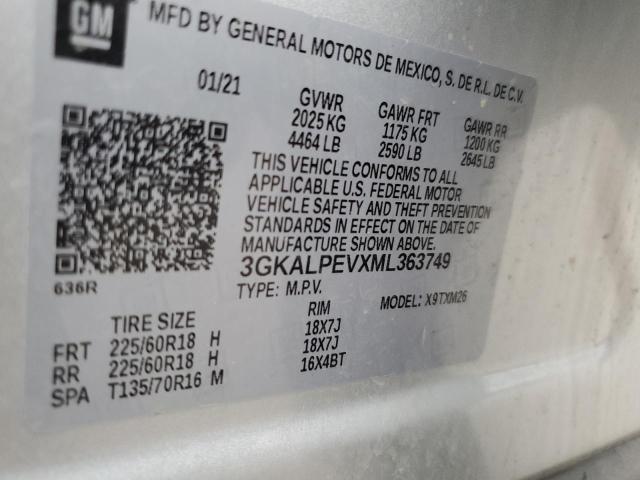 GM
MFD BY GENERAL MOTORS DE MEXICO, S. DE R.L. DE C.V.
01/21
GVWR GAWR FRT GAWR RR
2025 KG 1175 KG 1200 KG
4464 LB 2590 LB 2645 LB
THIS VEHICLE CONFORMS TO ALL
APPLICABLE U.S. FEDERAL MOTOR
VEHICLE SAFETY AND THEFT PREVENTION
STANDARDS IN EFFECT ON THE DATE OF
MANUFACTURE SHOWN ABOVE.
3GKALPEVXML363749
636R
TYPE: M.P.V. MODEL: X9TXM26
TIRE SIZE RIM
FRT 225/60R18 H 18X7J
RR 225/60R18 H 18X7J
SPA T135/70R16 M 16X4BT